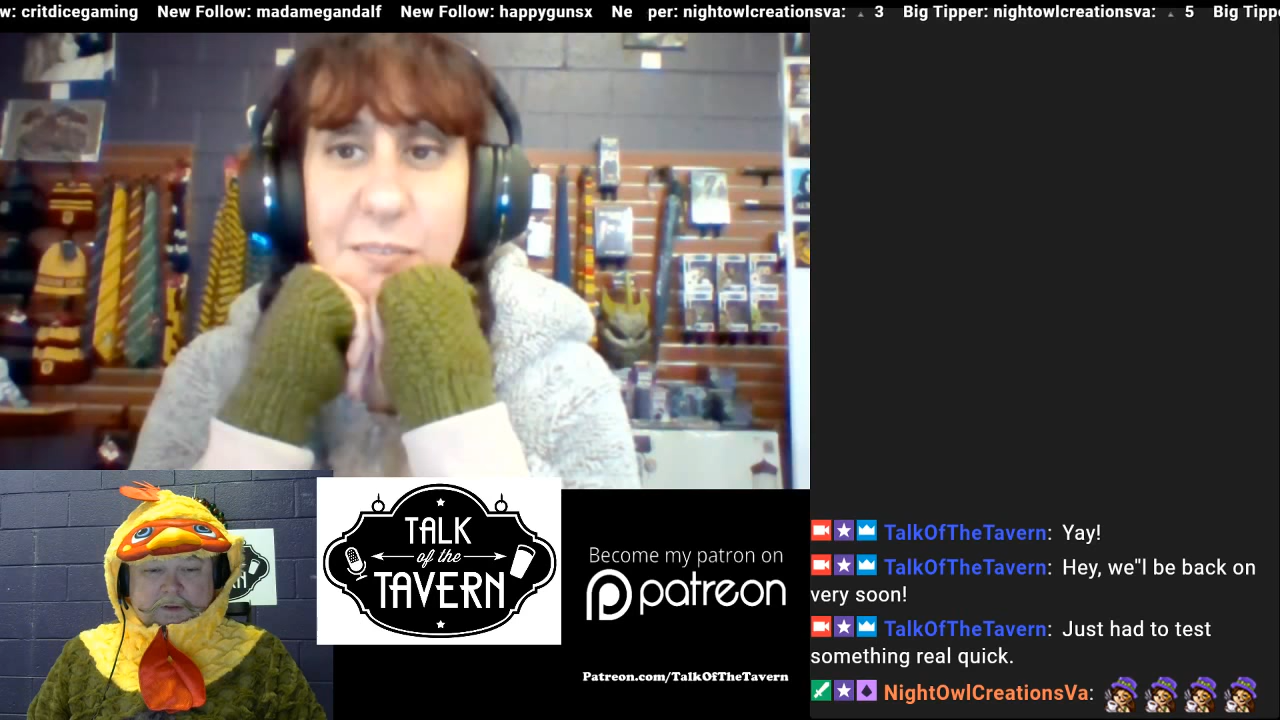 w: critdicegaming New Follow: madamegandalf New Follow: happygunsx Ne per: nightowlcreationsva: 3 Big Tipper: nightowlcreationsva: 5 Big Tipp
TALK
of the
TAVERN
Become my patron on
patreon
Patreon.com/TalkOfTheTavern
TalkOfTheTavern: Yay!
TalkOfTheTavern: Hey, we"l be back on
very soon!
TalkOfTheTavern: Just had to test
something real quick.
NightOwlCreationsVa: